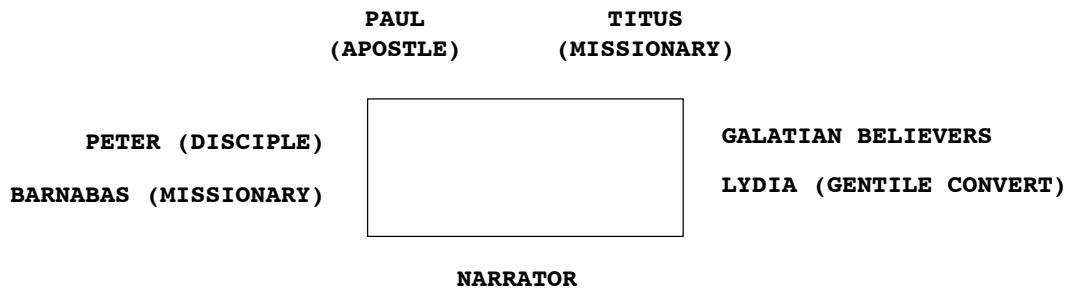 PAUL TITUS
(APOSTLE) (MISSIONARY)
PETER (DISCIPLE) GALATIAN BELIEVERS
BARNABAS (MISSIONARY) LYDIA (GENTILE CONVERT)
NARRATOR